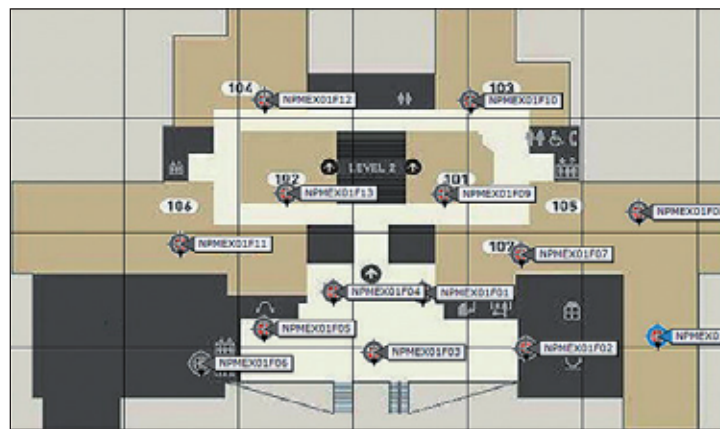 104
103
NPMEX01F12
NPMEX01F10
LEVEL 2
102
101
NPMEX01F13
NPMEX01F09
106
105
NPMEX01F0
NPMEX01F11
107
NPMEX01F07
NPMEX01F04
NPMEX01F01
NPMEX01F05
NPMEX01F03
NPMEX01F02
NPMEX0
NPMEX01F06